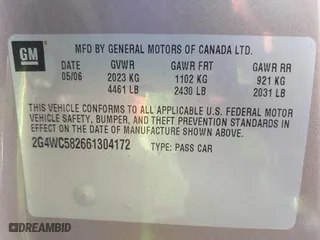 GM
MFD BY GENERAL MOTORS OF CANADA LTD.
DATE GVWR GAWR FRT GAWR RR
05/06 2023 KG 1102 KG 921 KG
4461 LB 2430 LB 2031 LB
THIS VEHICLE CONFORMS TO ALL APPLICABLE U.S. FEDERAL MOTOR
VEHICLE SAFETY, BUMPER, AND THEFT PREVENTION STANDARDS IN
EFFECT ON THE DATE OF MANUFACTURE SHOWN ABOVE.
2G4WC582661304172 TYPE: PASS CAR
DREAMBID